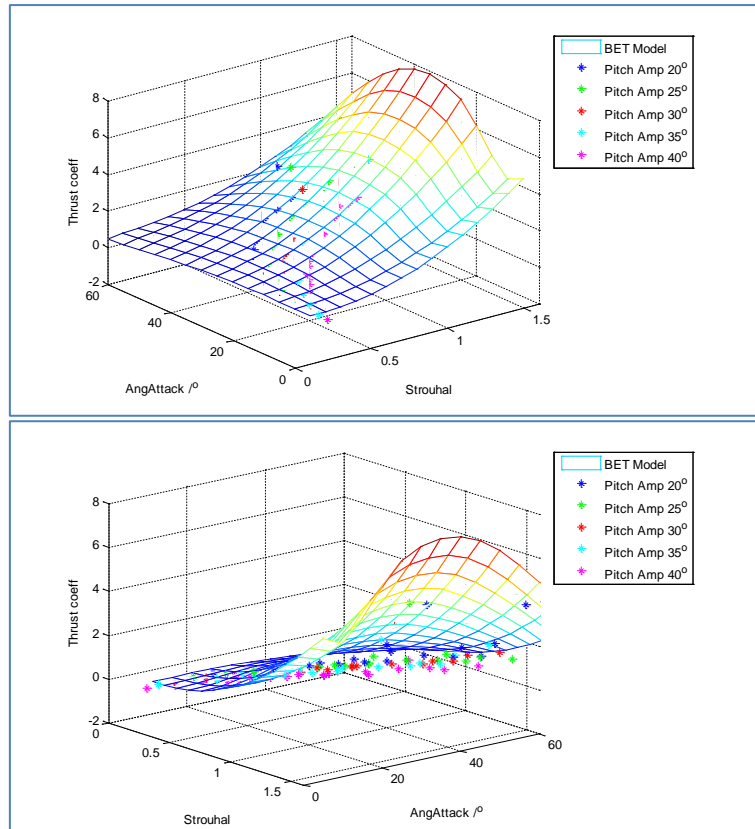 BET Model
Pitch Amp 20°
Pitch Amp 25°
Pitch Amp 30°
Pitch Amp 35°
Pitch Amp 40°
Thrust coeff
8
6
4
2
0
-2
60
40
20
0
AngAttack /°
0
0.5
1
1.5
Strouhal
BET Model
Pitch Amp 20°
Pitch Amp 25°
Pitch Amp 30°
Pitch Amp 35°
Pitch Amp 40°
Thrust coeff
8
6
4
2
0
-2
0
0.5
1
1.5
Strouhal
0
20
40
60
AngAttack /°